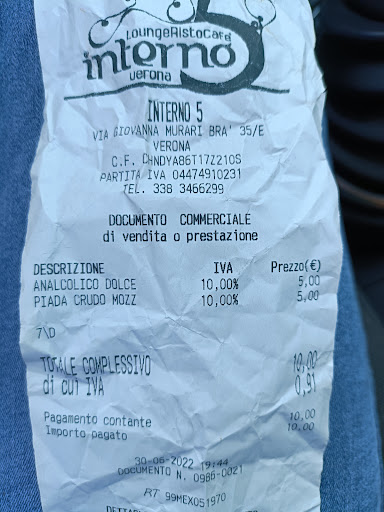 LoungeRistoCafè
interno 5
verona
INTERNO 5
VIA GIOVANNA MURARI BRA' 35/E
VERONA
C.F. CHNDYA86T17Z210S
PARTITA IVA 04474910231
TEL. 338 3466299
DOCUMENTO COMMERCIALE
di vendita o prestazione
DESCRIZIONE IVA Prezzo(€)
ANALCOLICO DOLCE 10,00% 5,00
PIADA CRUDO MOZZ 10,00% 5,00
7\D
TOTALE COMPLESSIVO 10,00
di cui IVA 0,91
Pagamento contante 10,00
Importo pagato 10,00
30-06-2022 19:44
DOCUMENTO N. 0986-0021
RT 99MEX051970